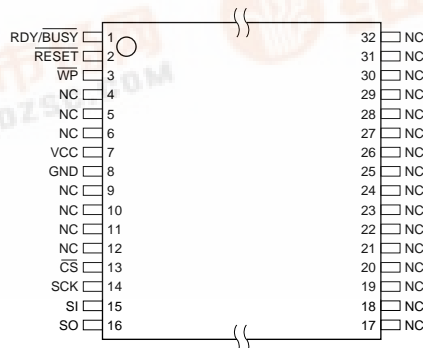 RDY/BUSY 1 32 NC
RESET 2 31 NC
WP 3 30 NC
NC 4 29 NC
NC 5 28 NC
NC 6 27 NC
VCC 7 26 NC
GND 8 25 NC
NC 9 24 NC
NC 10 23 NC
NC 11 22 NC
NC 12 21 NC
CS 13 20 NC
SCK 14 19 NC
SI 15 18 NC
SO 16 17 NC